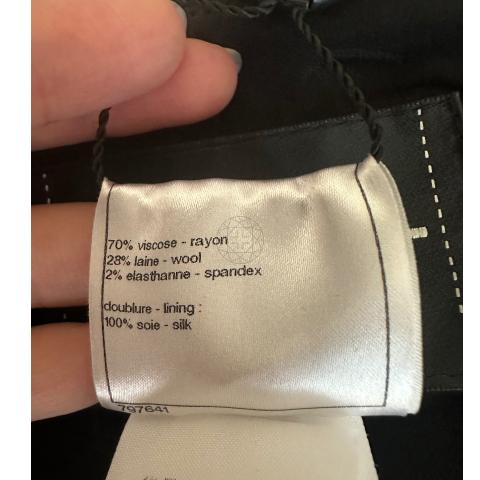 70% viscose - rayon
28% laine - wool
2% elasthanne - spandex
doublure - lining :
100% soie - silk
797641